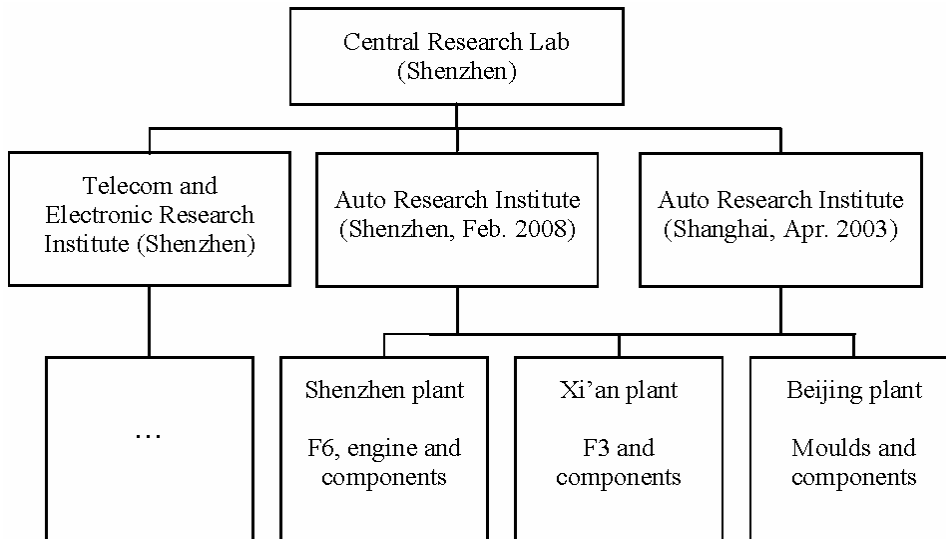 Central Research Lab
(Shenzhen)
Telecom and
Electronic Research
Institute (Shenzhen)
Auto Research Institute
(Shenzhen, Feb. 2008)
Auto Research Institute
(Shanghai, Apr. 2003)
…
Shenzhen plant
F6, engine and
components
Xi’an plant
F3 and
components
Beijing plant
Moulds and
components